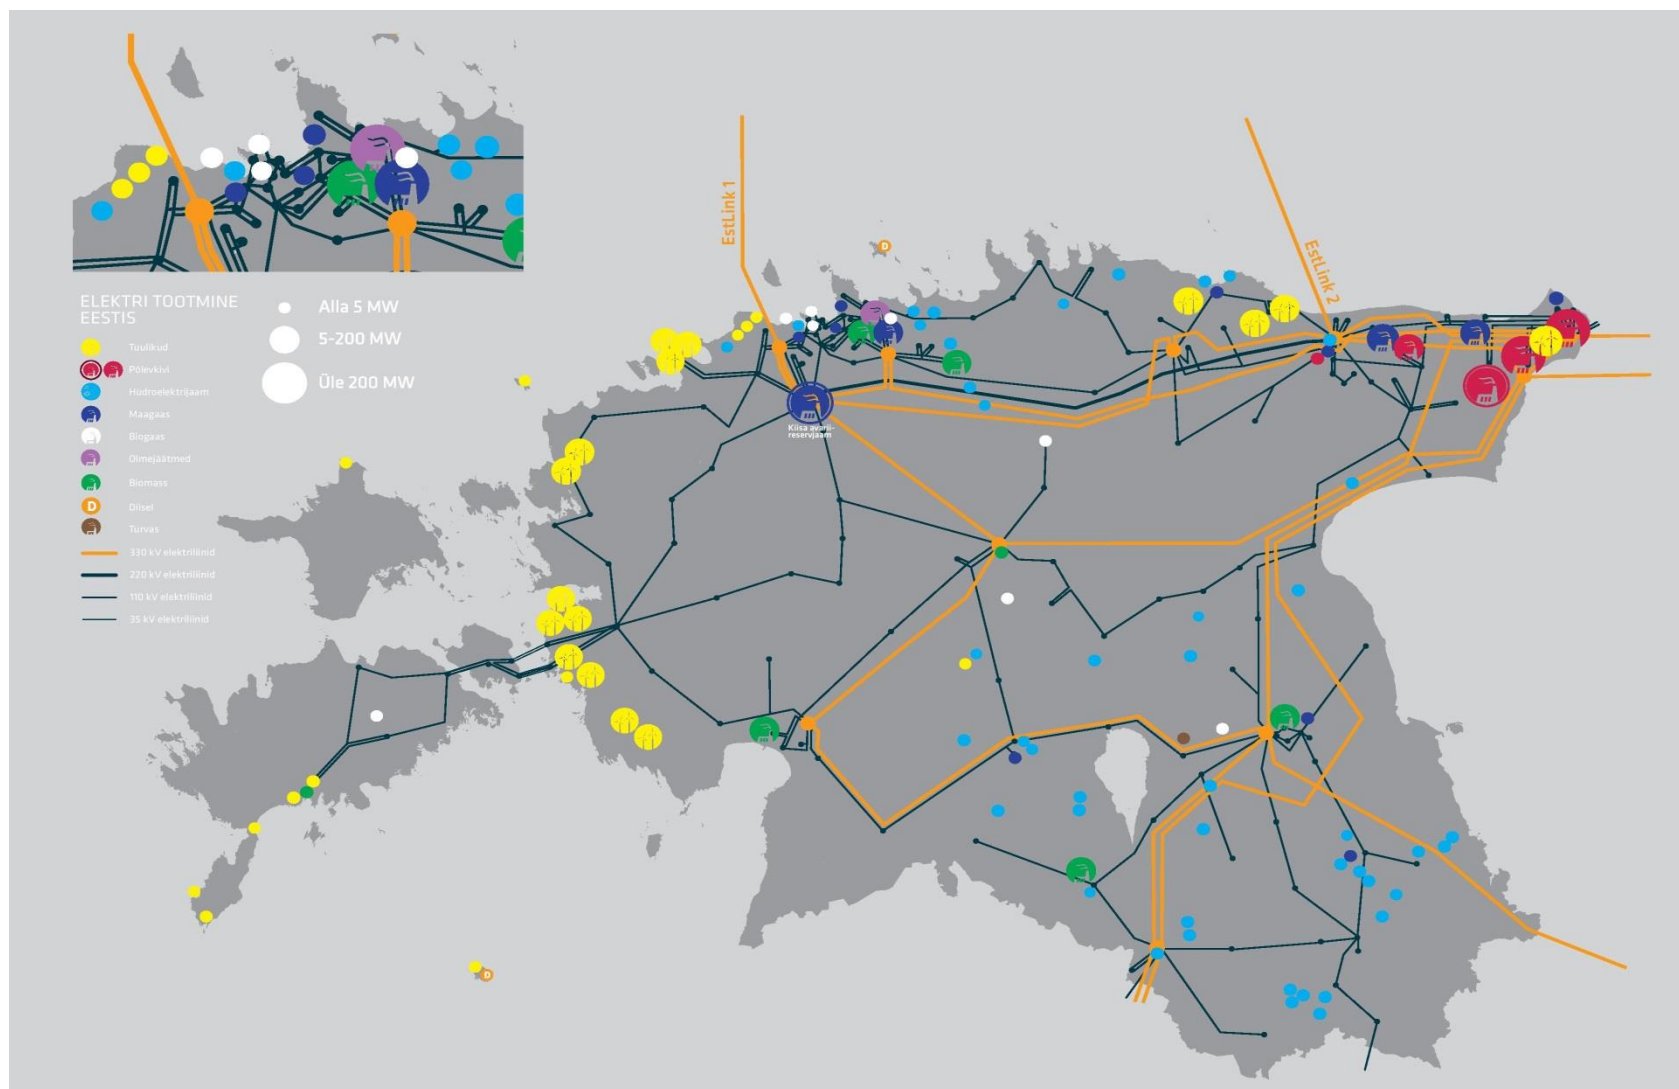 EstLink 1
EstLink 2
D
ELEKTRI TOOTMINE
EESTIS
Alla 5 MW
5-200 MW
Üle 200 MW
Tuulikud
Põlevkivi
Hüdroelektrijaam
Maagaas
Biogaas
Olmejäätmed
Biomass
D Diisel
Turvas
330 kV elektriliinid
220 kV elektriliinid
110 kV elektriliinid
35 kV elektriliinid
Kiisa avarii-
reservjaam
D